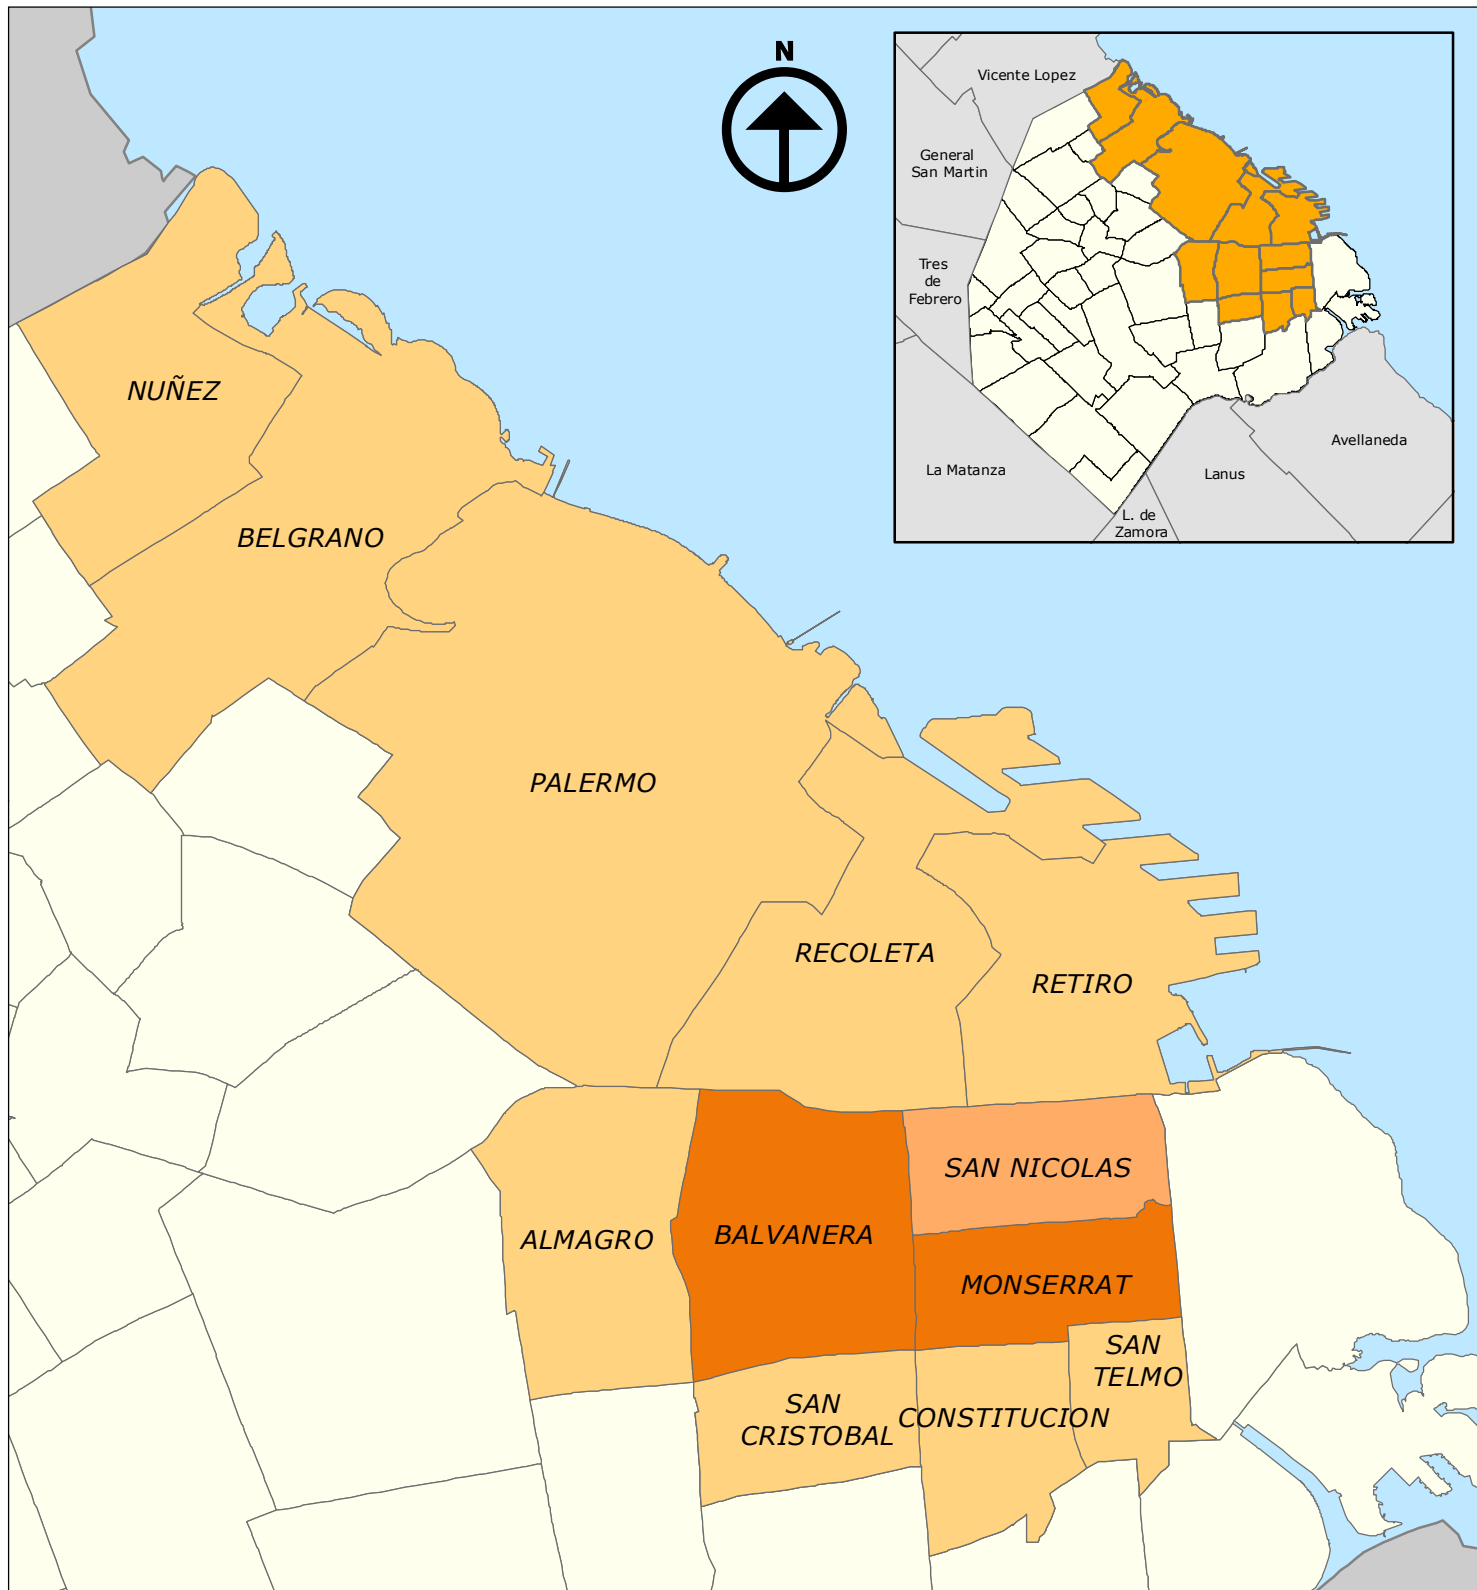 N
Vicente Lopez
General
San Martin
Tres
de
Febrero
La Matanza
L. de
Zamora
Lanus
Avellaneda
NUÑEZ
BELGRANO
PALERMO
RECOLETA
RETIRO
SAN NICOLAS
ALMAGRO
BALVANERA
MONSERRAT
SAN
TELMO
SAN
CRISTOBAL
CONSTITUCION